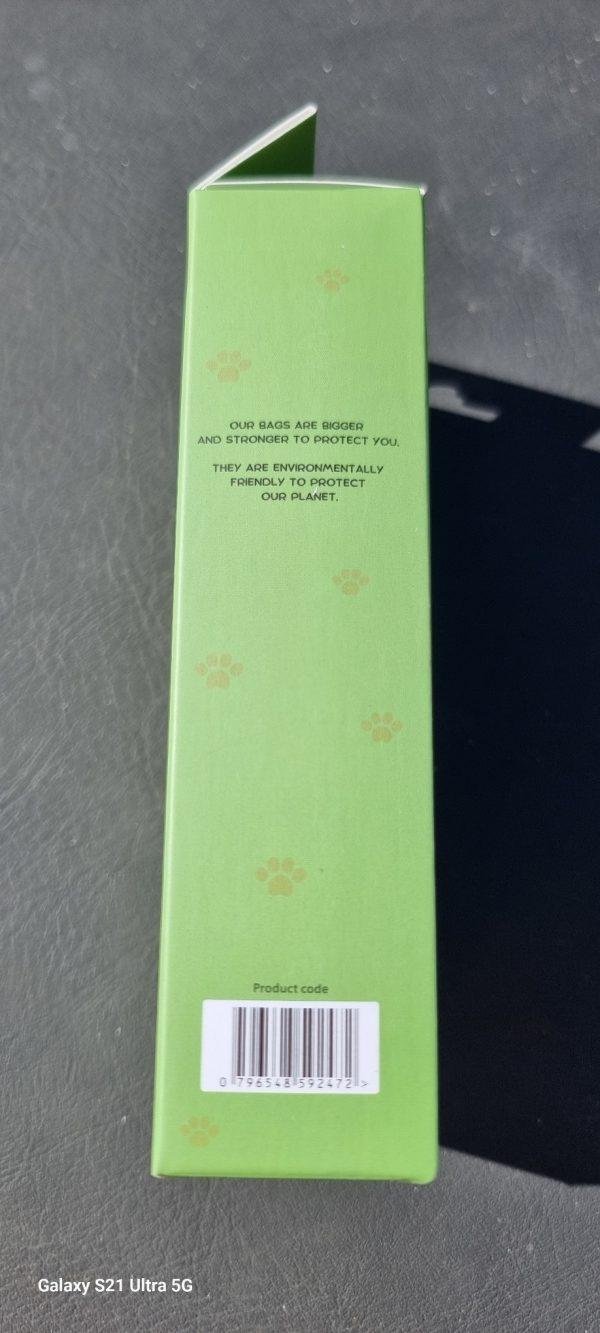 OUR BAGS ARE BIGGER
AND STRONGER TO PROTECT YOU.
THEY ARE ENVIRONMENTALLY
FRIENDLY TO PROTECT
OUR PLANET.
Product code
0 796548 592472 >
Galaxy S21 Ultra 5G